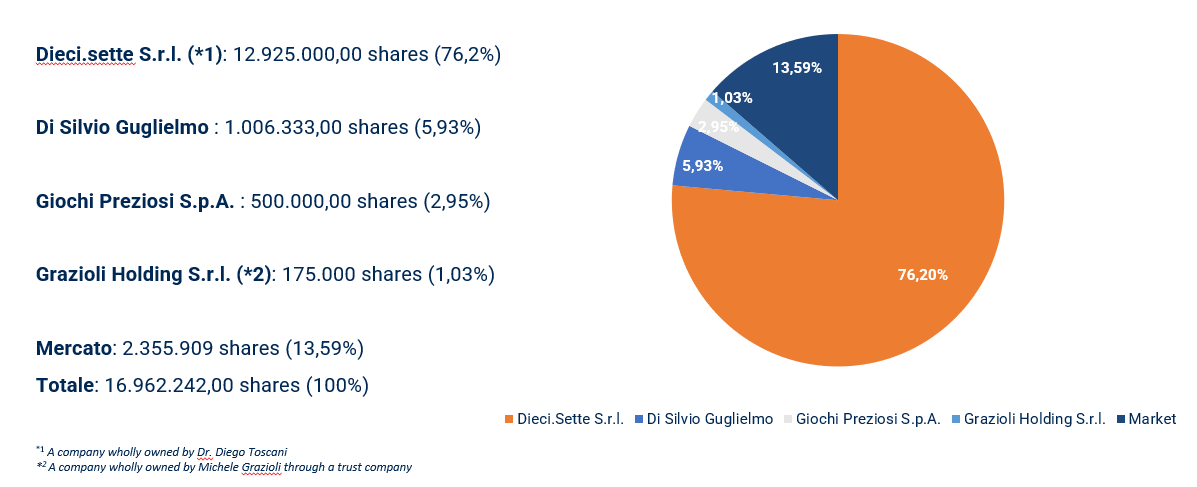 Dieci.sette S.r.l. (*1): 12.925.000,00 shares (76,2%)
Di Silvio Guglielmo : 1.006.333,00 shares (5,93%)
Giochi Preziosi S.p.A. : 500.000,00 shares (2,95%)
Grazioli Holding S.r.l. (*2): 175.000 shares (1,03%)
Mercato: 2.355.909 shares (13,59%)
Totale: 16.962.242,00 shares (100%)
*1 A company wholly owned by Dr. Diego Toscani
*2 A company wholly owned by Michele Grazioli through a trust company
13,59%
1,03%
2,95%
5,93%
76,20%
Dieci.Sette S.r.l. Di Silvio Guglielmo Giochi Preziosi S.p.A. Grazioli Holding S.r.l. Market